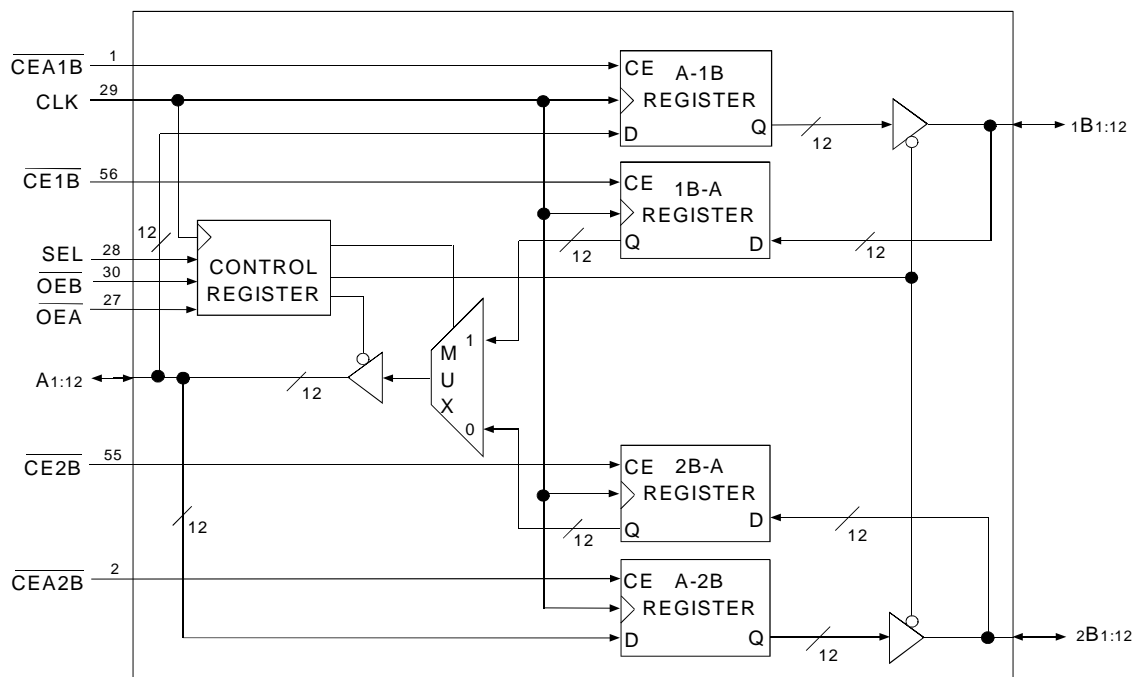 CEA1B 1
CLK 29
CE A-1B
REGISTER
D Q
12
1B1:12
CE1B 56
CE 1B-A
REGISTER
Q D
12
12
12
SEL 28
OEB 30
OEA 27
CONTROL
REGISTER
A1:12
12
MUX
1
0
CE2B 55
CE 2B-A
REGISTER
Q D
12
12
12
CEA2B 2
CE A-2B
REGISTER
D Q
12
2B1:12